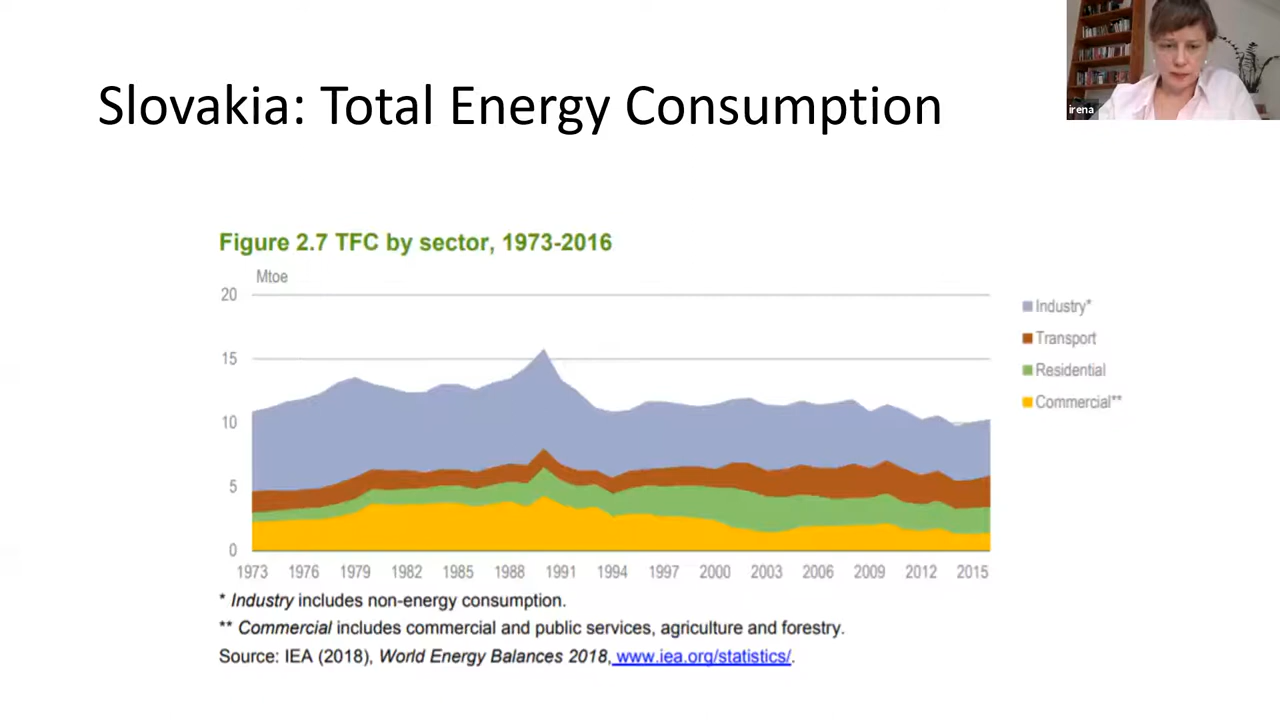 irena
Slovakia: Total Energy Consumption
Figure 2.7 TFC by sector, 1973-2016
Mtoe
20
15
10
5
0
1973 1976 1979 1982 1985 1988 1991 1994 1997 2000 2003 2006 2009 2012 2015
Industry*
Transport
Residential
Commercial**
* Industry includes non-energy consumption.
** Commercial includes commercial and public services, agriculture and forestry.
Source: IEA (2018), World Energy Balances 2018, www.iea.org/statistics/.